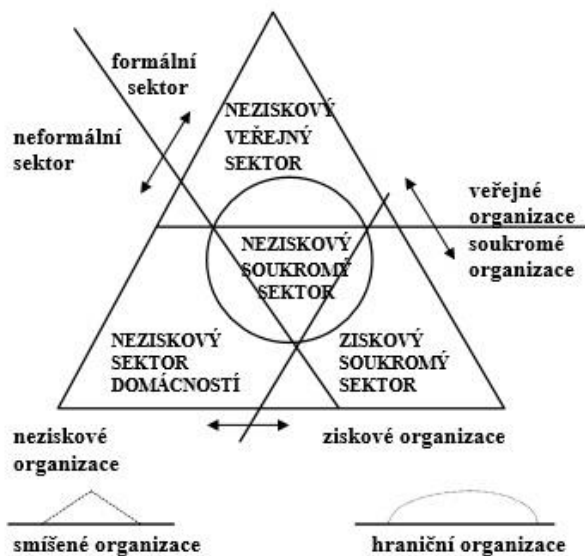 formální
sektor
neformální
sektor
NEZISKOVÝ
VEŘEJNÝ
SEKTOR
veřejné
organizace
soukromé
organizace
NEZISKOVÝ
SOUKROMÝ
SEKTOR
NEZISKOVÝ
SEKTOR
DOMÁCNOSTÍ
ZISKOVÝ
SOUKROMÝ
SEKTOR
neziskové
organizace
ziskové organizace
smíšené organizace
hraniční organizace